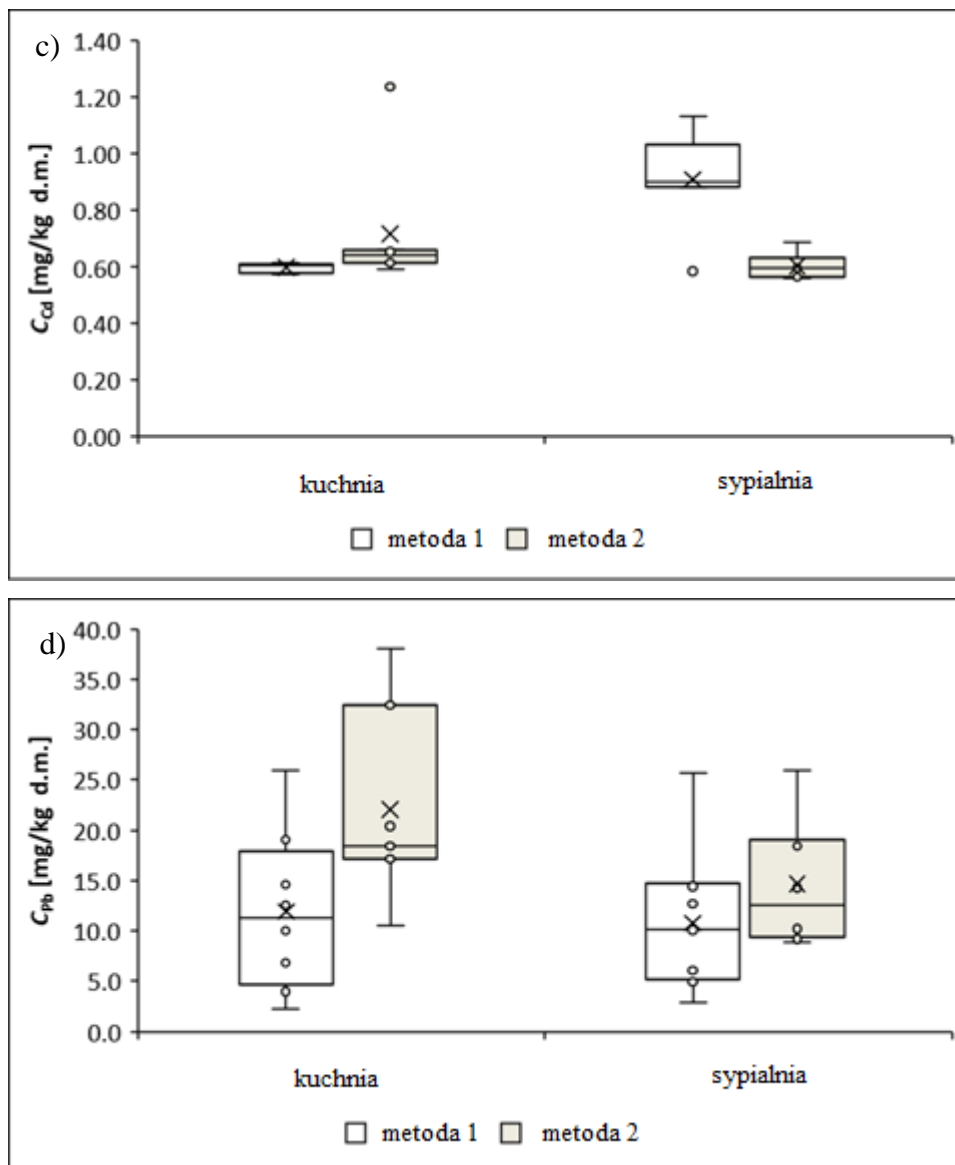 c)
1.40
1.20
1.00
0.80
0.60
0.40
0.20
0.00
C_Cd [mg/kg d.m.]
kuchnia sypialnia
metoda 1 metoda 2
d)
40.0
35.0
30.0
25.0
20.0
15.0
10.0
5.0
0.0
C_Pb [mg/kg d.m.]
kuchnia sypialnia
metoda 1 metoda 2